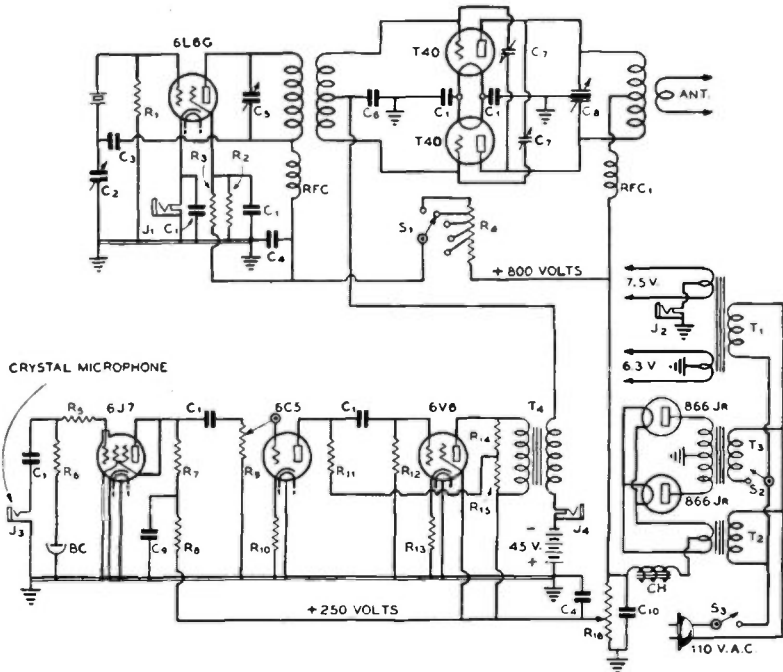 6L6G
T40
C7
R1
C5
C6
C1
C1
C8
ANT.
C3
R3
R2
T40
C7
C2
RFC
RFC1
J1
C1
C1
S1
R4
C4
+800 VOLTS
7.5 V.
J2
T1
CRYSTAL MICROPHONE
6.3 V
R5
6J7
C1
6C5
C1
6V6
T4
866 JR
R14
T3
C1
R6
R7
R9
R11
R12
S2
R15
866 JR
J3
J4
BC
C9
R8
R10
R13
- 45 V. +
T2
CH
C4
+250 VOLTS
C10
S3
R16
110 V.A.C.